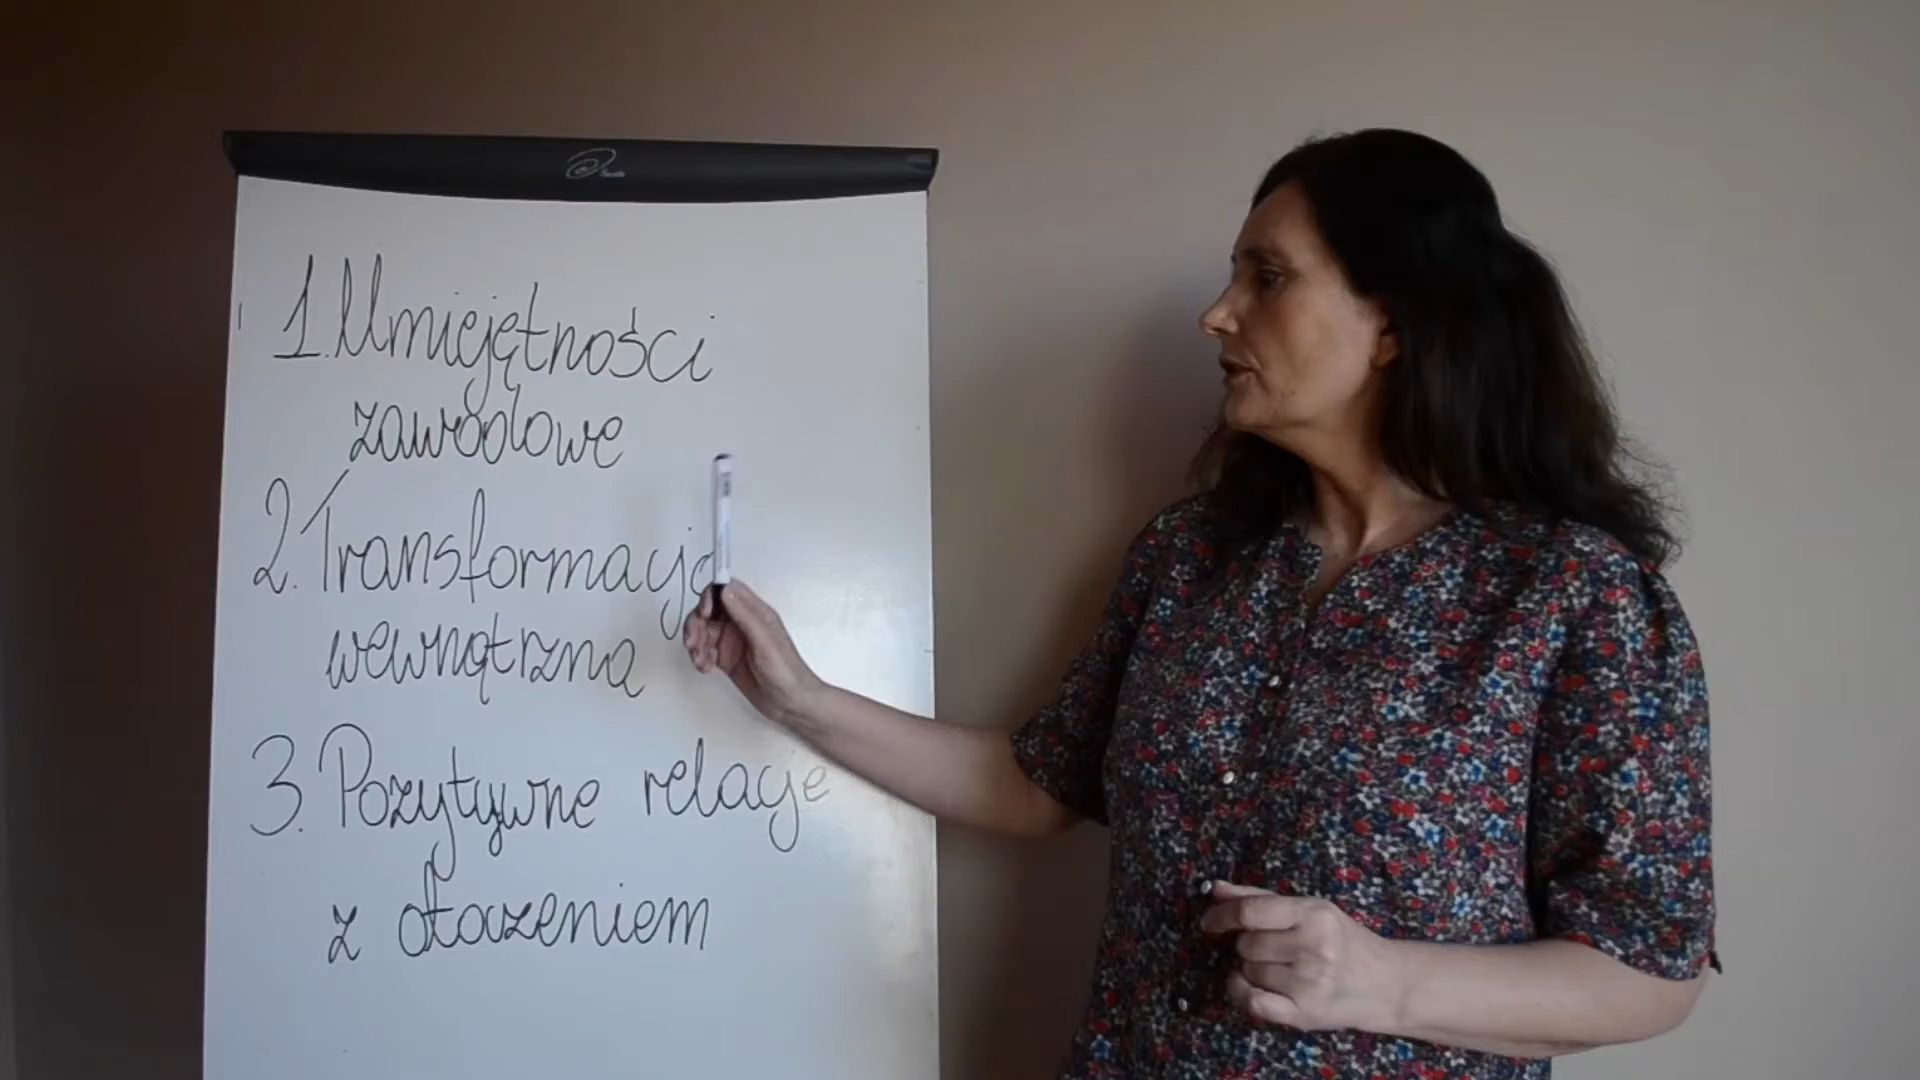 1. Umiejętności
zawodowe
2. Transformacja
wewnętrzna
3. Pozytywne relacje
z otoczeniem